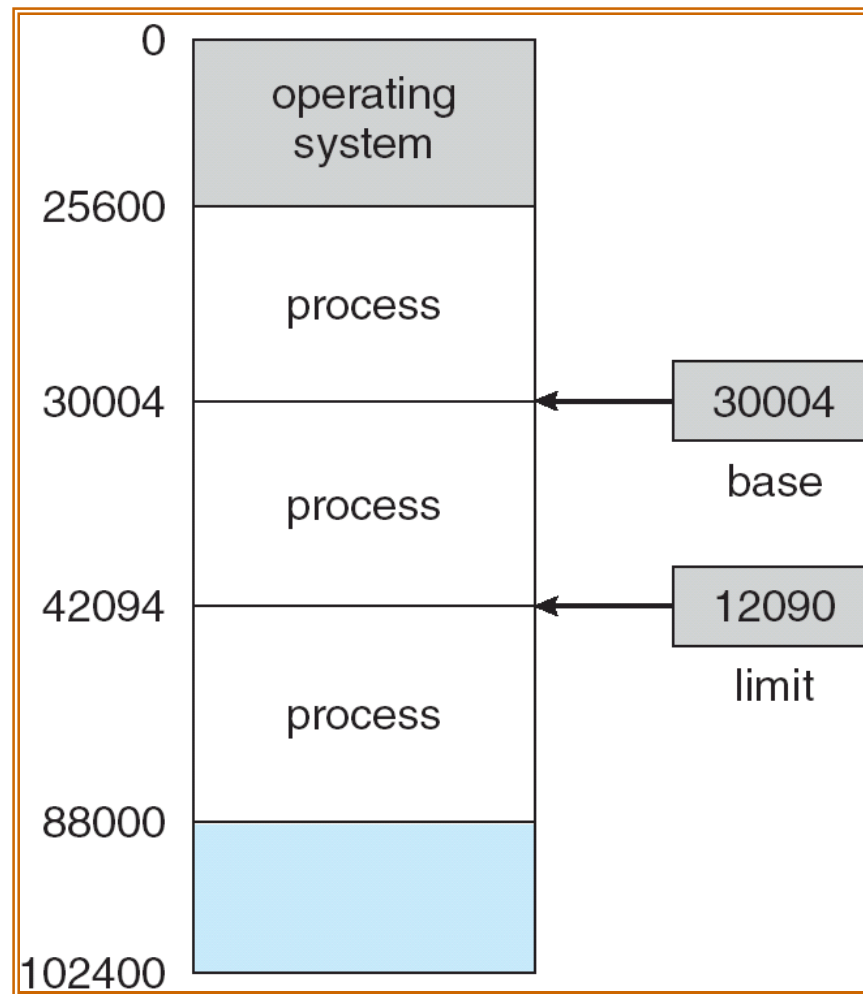 0
operating
system
25600
process
30004
30004
base
process
42094
12090
limit
process
88000
102400